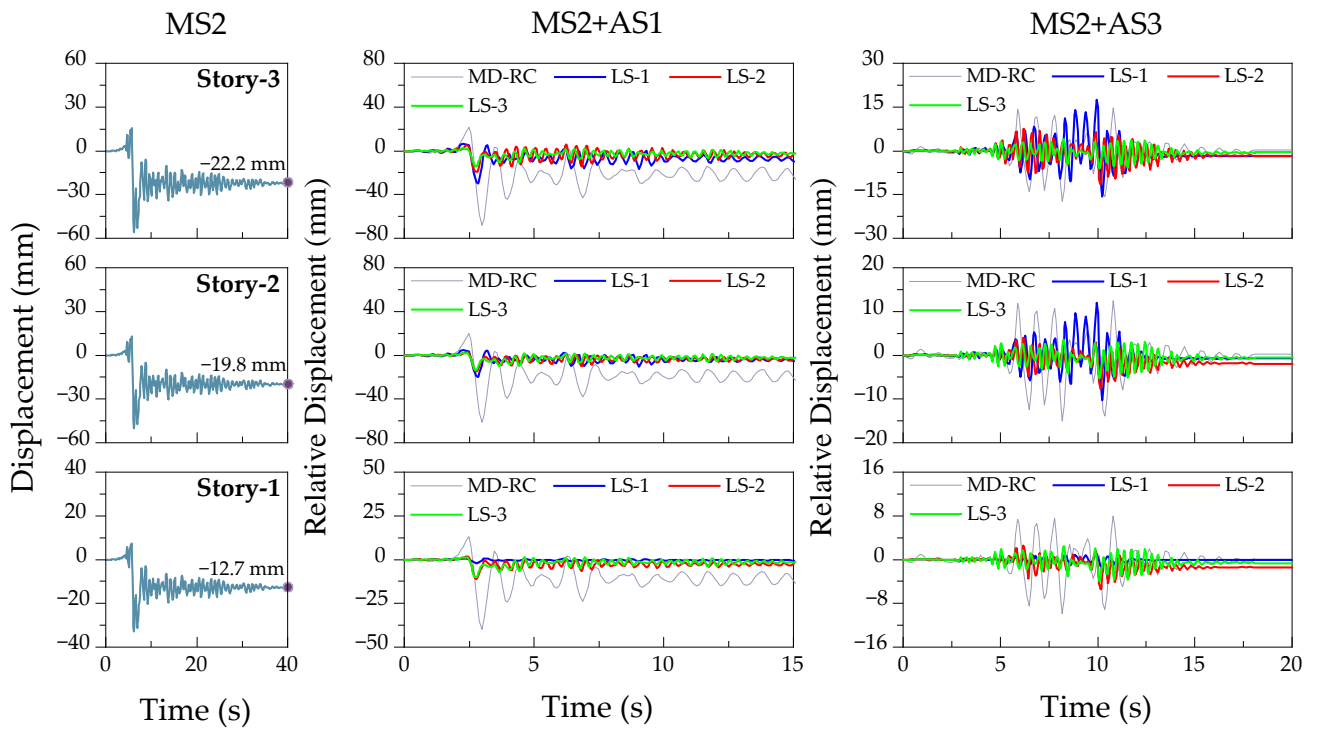 MS2
MS2+AS1
MS2+AS3
Displacement (mm)
Relative Displacement (mm)
Relative Displacement (mm)
60
30
0
−30
−60
Story-3
−22.2 mm
80
40
0
−40
−80
MD-RC LS-1 LS-2
LS-3
30
15
0
−15
−30
MD-RC LS-1 LS-2
LS-3
60
30
0
−30
−60
Story-2
−19.8 mm
80
40
0
−40
−80
MD-RC LS-1 LS-2
LS-3
20
10
0
−10
−20
MD-RC LS-1 LS-2
LS-3
40
20
0
−20
−40
Story-1
−12.7 mm
0 20 40
Time (s)
50
25
0
−25
−50
MD-RC LS-1 LS-2
LS-3
0 5 10 15
Time (s)
16
8
0
−8
−16
MD-RC LS-1 LS-2
LS-3
0 5 10 15 20
Time (s)